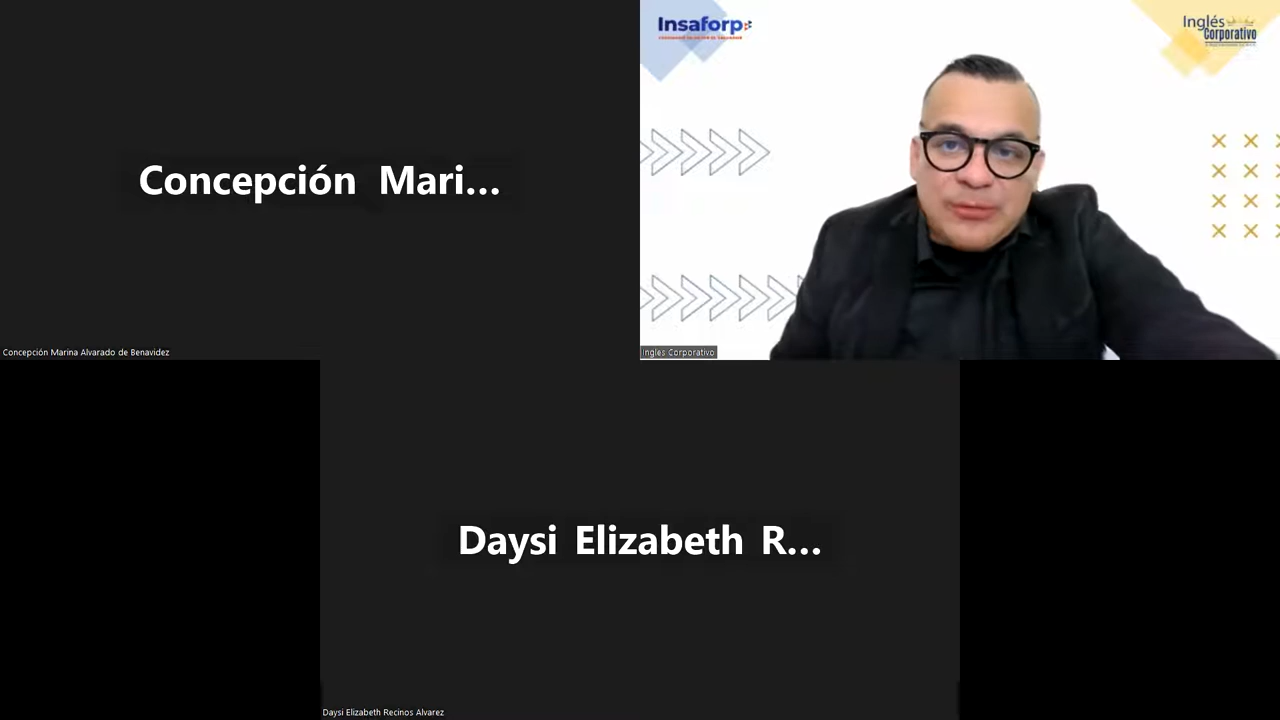 Insaforp
Inglés
Corporativo
Concepción Mari...
Concepción Marina Alvarado de Benavidez
Ingles Corporativo
Daysi Elizabeth R...
Daysi Elizabeth Recinos Alvarez